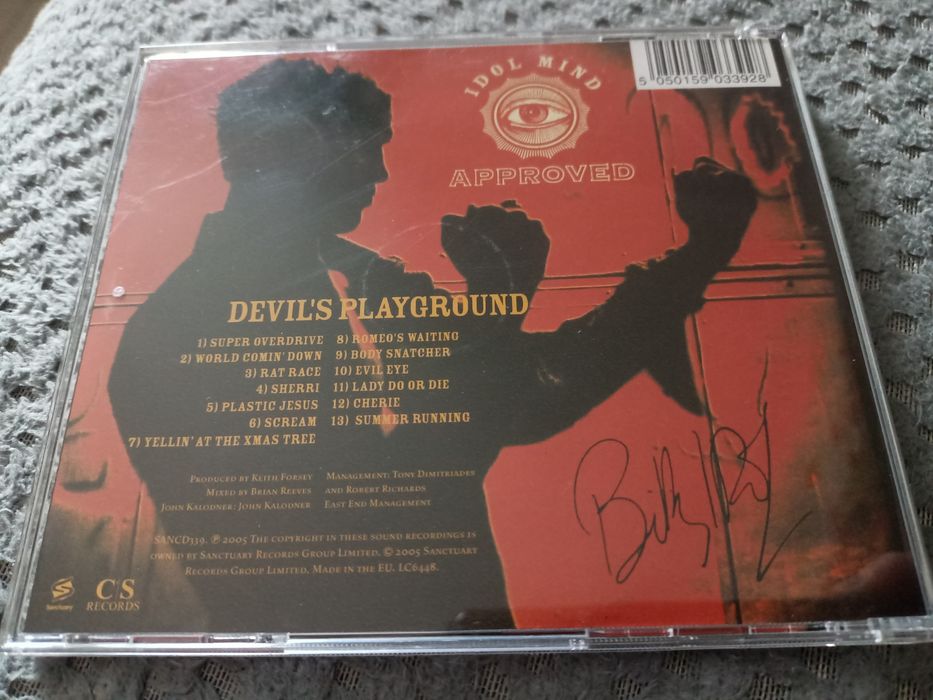 IDOL MIND
APPROVED
5 050159 033928
DEVIL'S PLAYGROUND
1) SUPER OVERDRIVE
2) WORLD COMIN' DOWN
3) RAT RACE
4) SHERRI
5) PLASTIC JESUS
6) SCREAM
7) YELLIN' AT THE XMAS TREE
8) ROMEO'S WAITING
9) BODY SNATCHER
10) EVIL EYE
11) LADY DO OR DIE
12) CHERIE
13) SUMMER RUNNING
PRODUCED BY KEITH FORSEY
MIXED BY BRIAN REEVES
JOHN KALODNER: JOHN KALODNER
MANAGEMENT: TONY DIMITRIADES
AND ROBERT RICHARDS
EAST END MANAGEMENT
SANCD339. ℗ 2005 THE COPYRIGHT IN THESE SOUND RECORDINGS IS
OWNED BY SANCTUARY RECORDS GROUP LIMITED. © 2005 SANCTUARY
RECORDS GROUP LIMITED. MADE IN THE EU. LC6448.
Sanctuary
C|S
RECORDS
Billy Idol